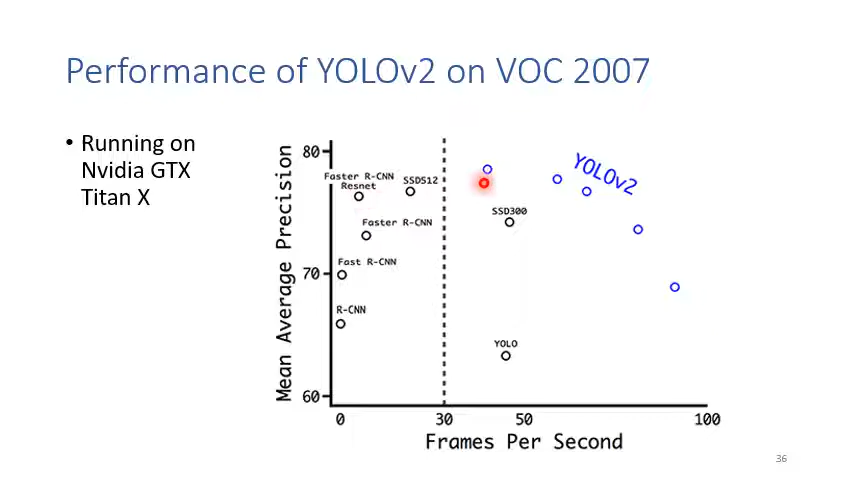 Performance of YOLOv2 on VOC 2007
• Running on
Nvidia GTX
Titan X
Mean Average Precision
80
70
60
Faster R-CNN
Resnet
SSD512
Faster R-CNN
Fast R-CNN
R-CNN
YOLOv2
SSD300
YOLO
0 30 50 100
Frames Per Second
36